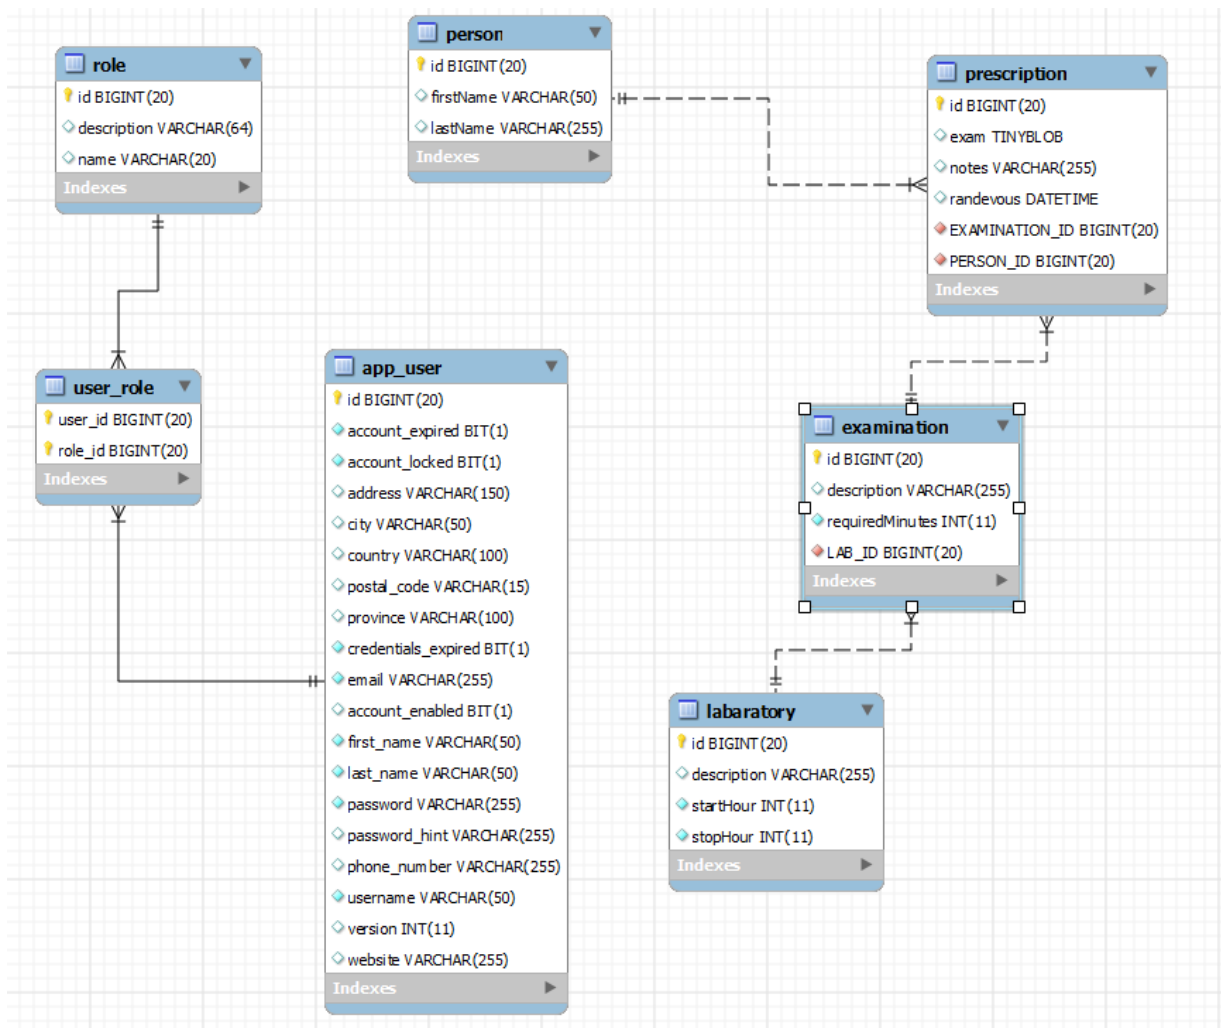 role
id BIGINT(20)
description VARCHAR(64)
name VARCHAR(20)
Indexes
person
id BIGINT(20)
firstName VARCHAR(50)
lastName VARCHAR(255)
Indexes
prescription
id BIGINT(20)
exam TINYBLOB
notes VARCHAR(255)
randevous DATETIME
EXAMINATION_ID BIGINT(20)
PERSON_ID BIGINT(20)
Indexes
user_role
user_id BIGINT(20)
role_id BIGINT(20)
Indexes
app_user
id BIGINT(20)
account_expired BIT(1)
account_locked BIT(1)
address VARCHAR(150)
city VARCHAR(50)
country VARCHAR(100)
postal_code VARCHAR(15)
province VARCHAR(100)
credentials_expired BIT(1)
email VARCHAR(255)
account_enabled BIT(1)
first_name VARCHAR(50)
last_name VARCHAR(50)
password VARCHAR(255)
password_hint VARCHAR(255)
phone_number VARCHAR(255)
username VARCHAR(50)
version INT(11)
website VARCHAR(255)
Indexes
examination
id BIGINT(20)
description VARCHAR(255)
requiredMinutes INT(11)
LAB_ID BIGINT(20)
Indexes
labaratory
id BIGINT(20)
description VARCHAR(255)
startHour INT(11)
stopHour INT(11)
Indexes